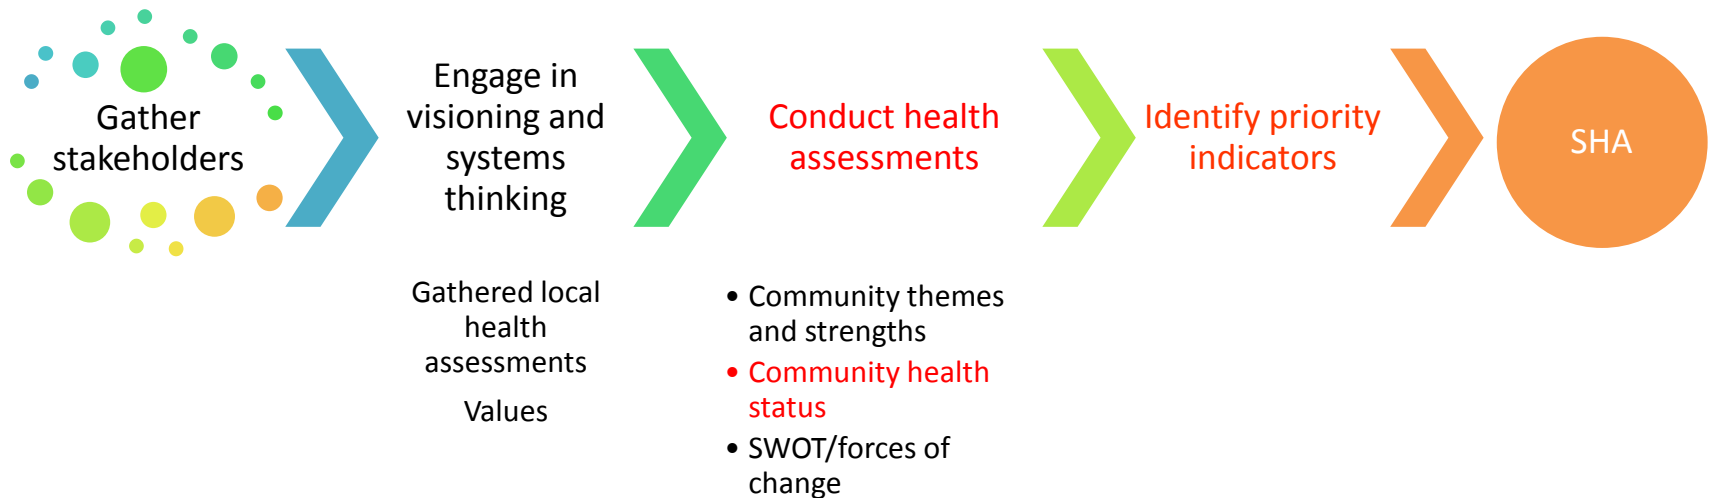 Gather
stakeholders
Engage in
visioning and
systems
thinking
Gathered local
health
assessments
Values
Conduct health
assessments
• Community themes
and strengths
• Community health
status
• SWOT/forces of
change
Identify priority
indicators
SHA